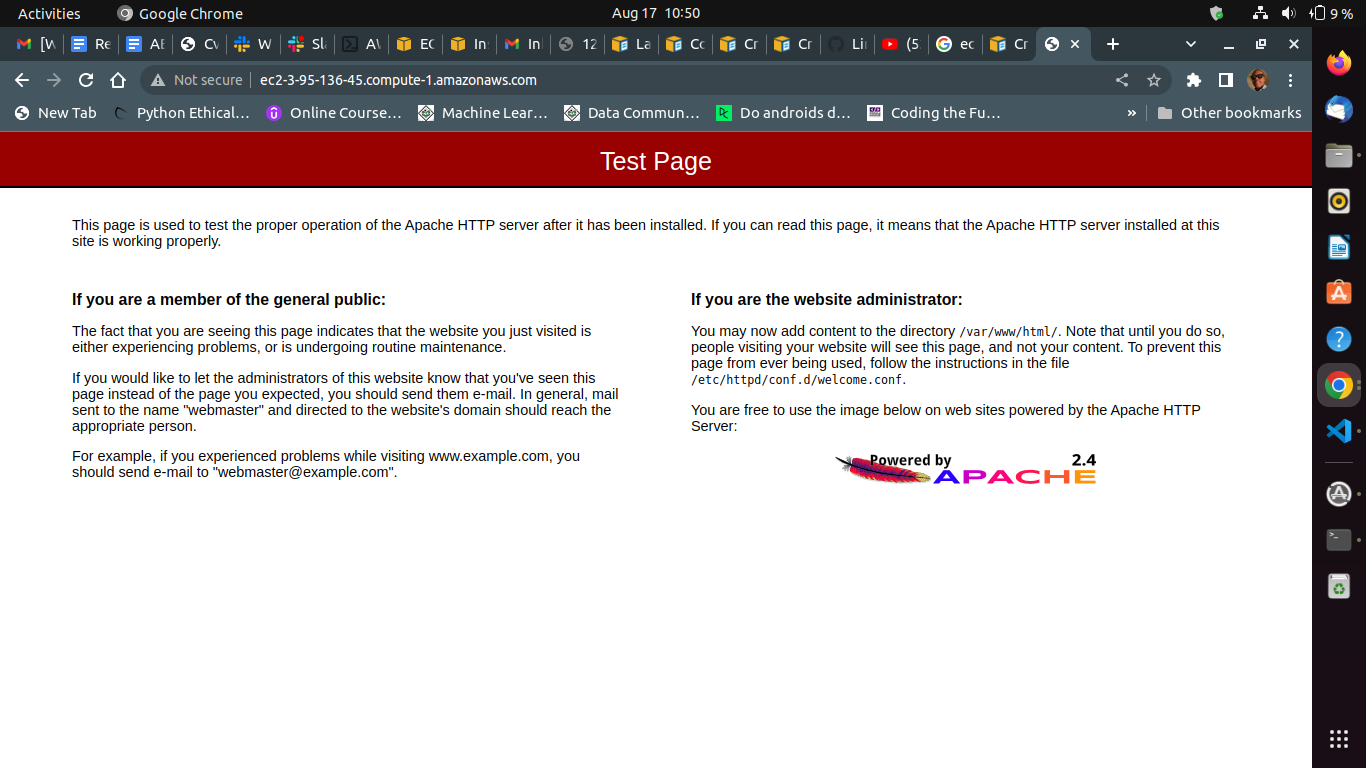 Activities Google Chrome Aug 17 10:50 9 %
[W Re AE Cv W Sla AV EC In In 12 La Co Cr Cr Lin (5 ec Cr
Not secure ec2-3-95-136-45.compute-1.amazonaws.com
New Tab Python Ethical… Online Course… Machine Lear… Data Commun… Do androids d… Coding the Fu… » Other bookmarks
Test Page
This page is used to test the proper operation of the Apache HTTP server after it has been installed. If you can read this page, it means that the Apache HTTP server installed at this
site is working properly.
If you are a member of the general public:
The fact that you are seeing this page indicates that the website you just visited is
either experiencing problems, or is undergoing routine maintenance.
If you would like to let the administrators of this website know that you've seen this
page instead of the page you expected, you should send them e-mail. In general, mail
sent to the name "webmaster" and directed to the website's domain should reach the
appropriate person.
For example, if you experienced problems while visiting www.example.com, you
should send e-mail to "webmaster@example.com".
If you are the website administrator:
You may now add content to the directory /var/www/html/. Note that until you do so,
people visiting your website will see this page, and not your content. To prevent this
page from ever being used, follow the instructions in the file
/etc/httpd/conf.d/welcome.conf.
You are free to use the image below on web sites powered by the Apache HTTP
Server:
Powered by 2.4
APACHE